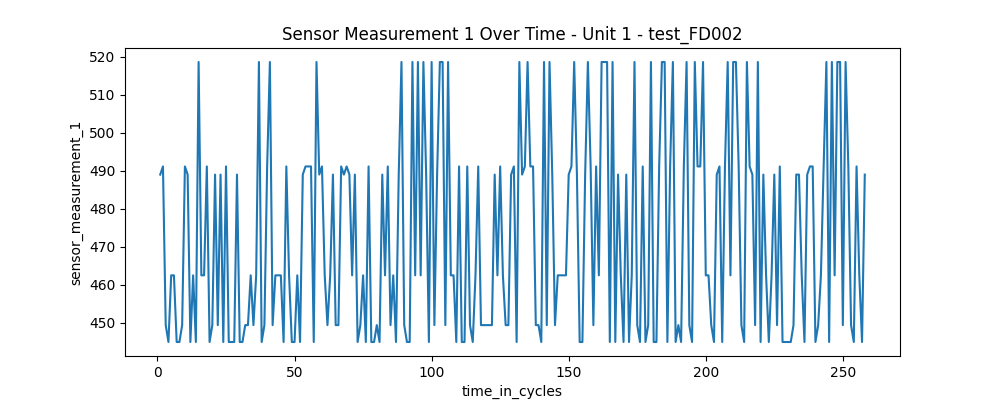 Sensor Measurement 1 Over Time - Unit 1 - test_FD002
520
510
500
490
480
470
460
450
sensor_measurement_1
0 50 100 150 200 250
time_in_cycles